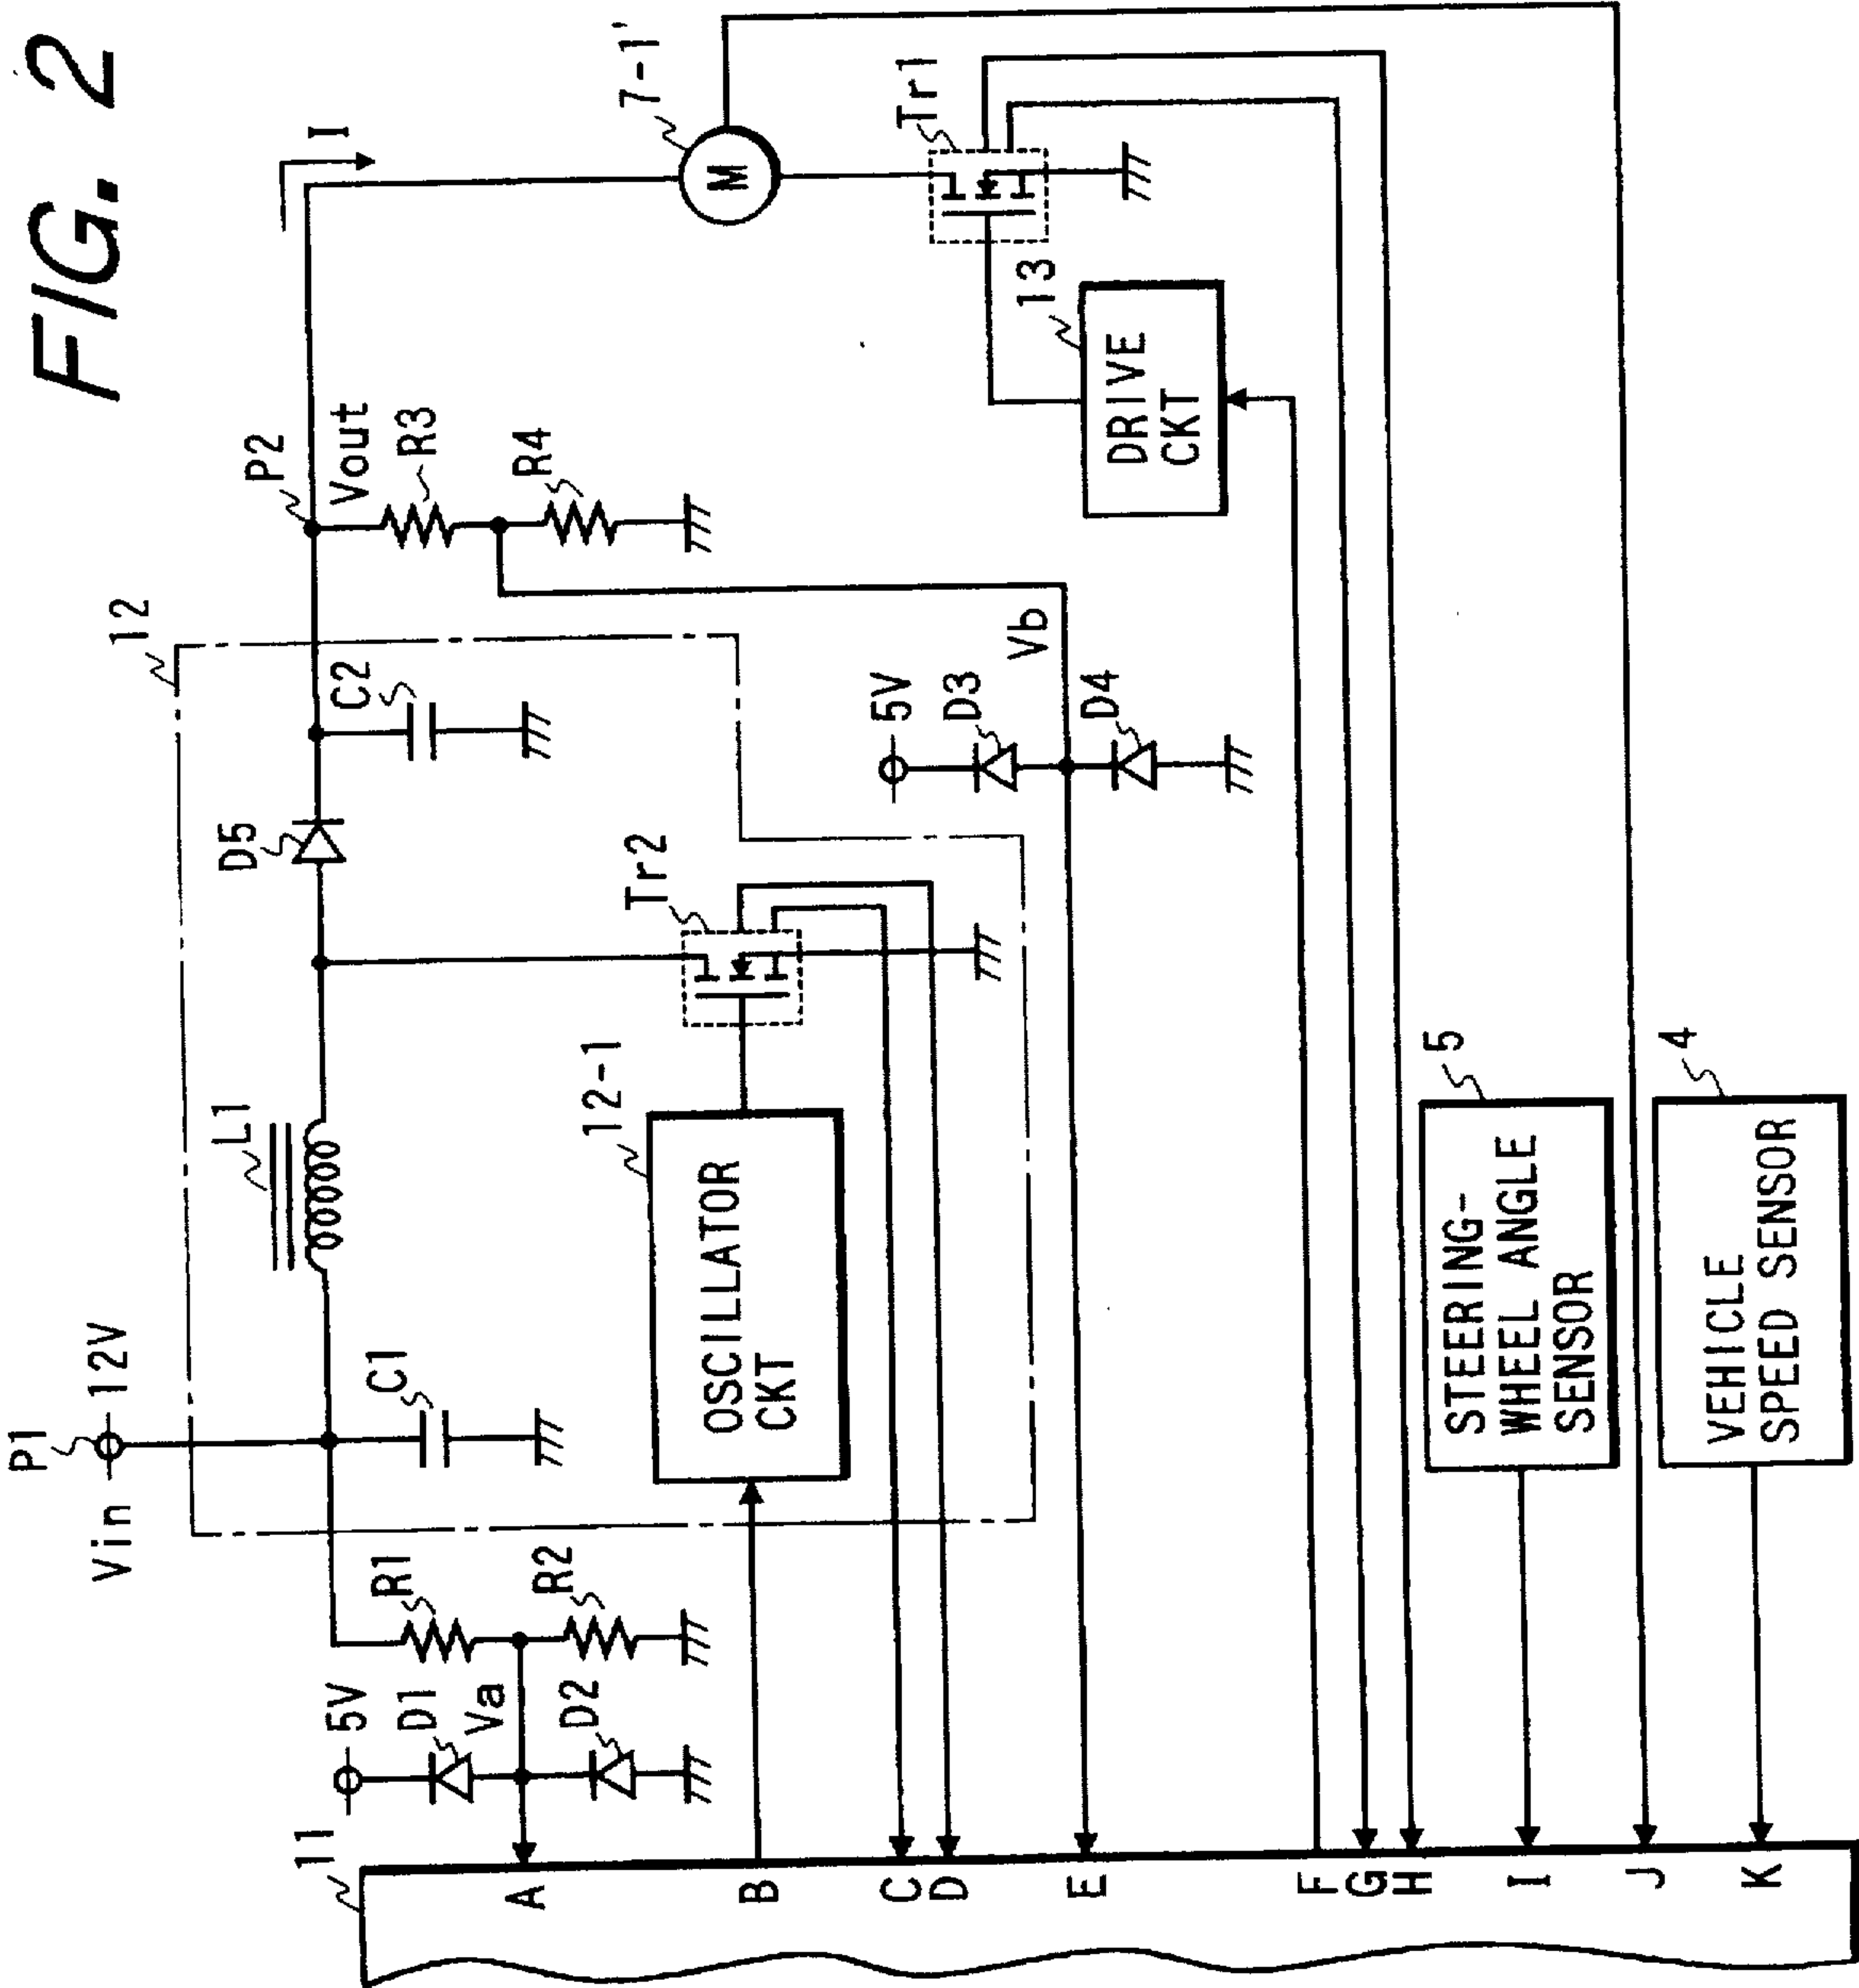 FIG. 2
P1
Vin
12V
L1
D5
12
P2
I
Vout
C1
C2
R3
R4
7-1'
M
Tr1
R1
R2
5V
D1
Va
D2
12-1
OSCILLATOR
CKT
Tr2
5V
D3
Vb
D4
13
DRIVE
CKT
11
A
B
C
D
E
F
G
H
I
J
K
5
STEERING-
WHEEL ANGLE
SENSOR
4
VEHICLE
SPEED SENSOR